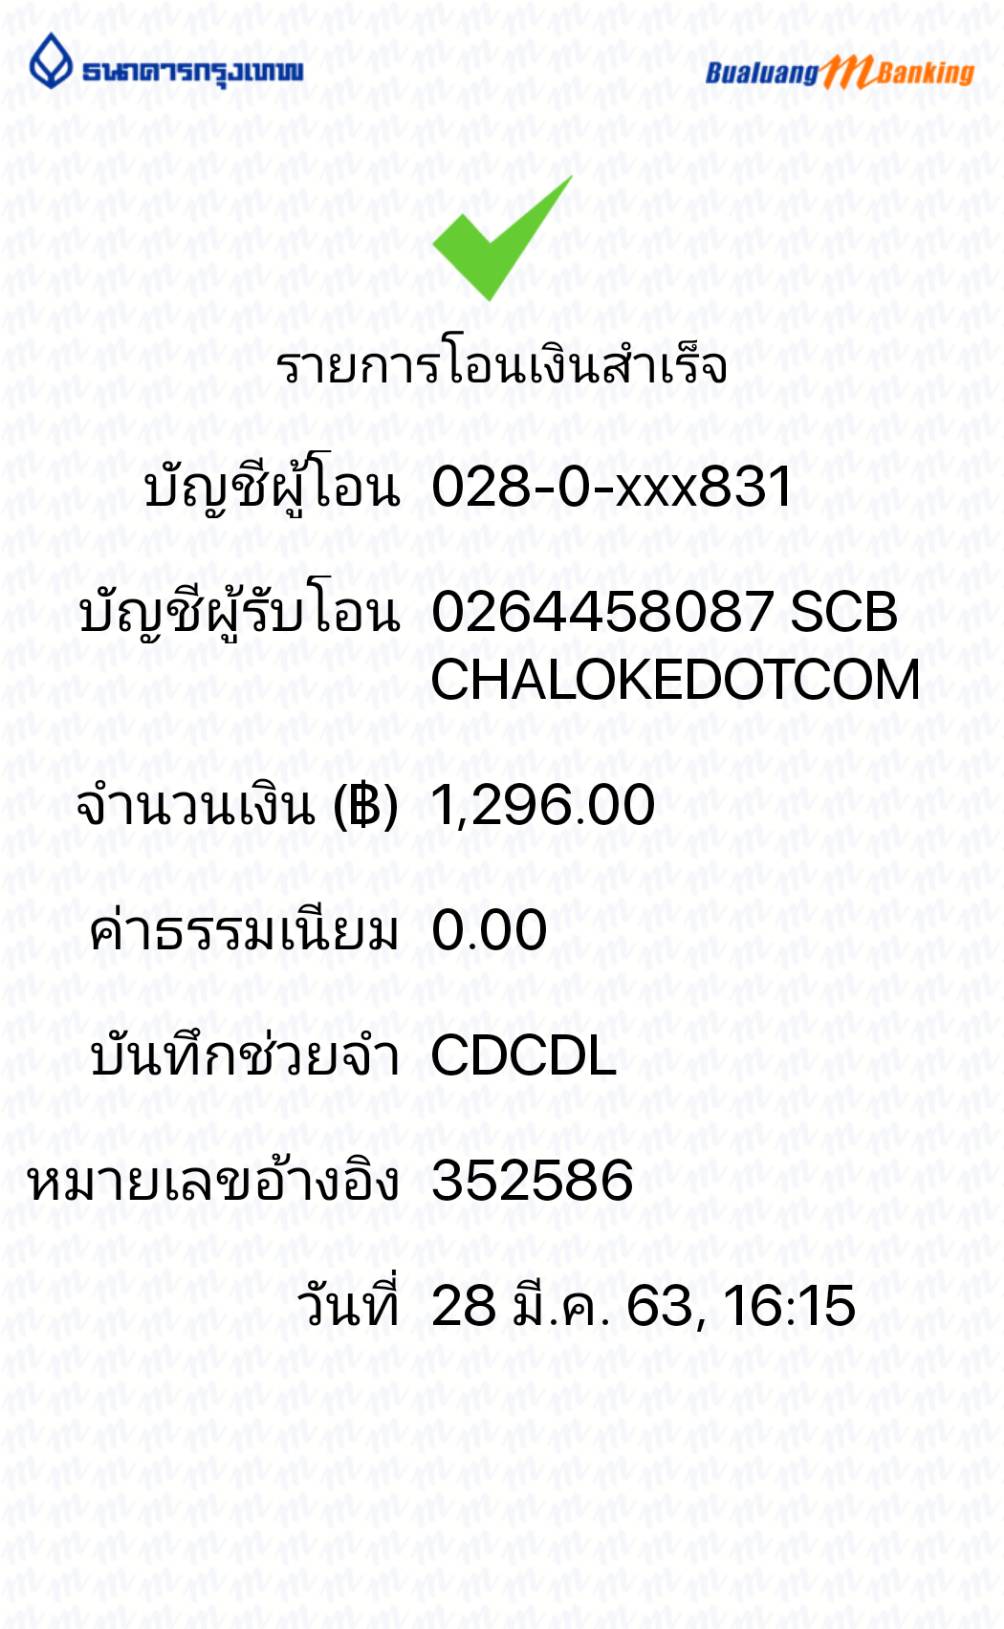 ธนาคารกรุงเทพ
Bualuang mBanking
รายการโอนเงินสำเร็จ
บัญชีผู้โอน 028-0-xxx831
บัญชีผู้รับโอน 0264458087 SCB
CHALOKEDOTCOM
จำนวนเงิน (฿) 1,296.00
ค่าธรรมเนียม 0.00
บันทึกช่วยจำ CDCDL
หมายเลขอ้างอิง 352586
วันที่ 28 มี.ค. 63, 16:15